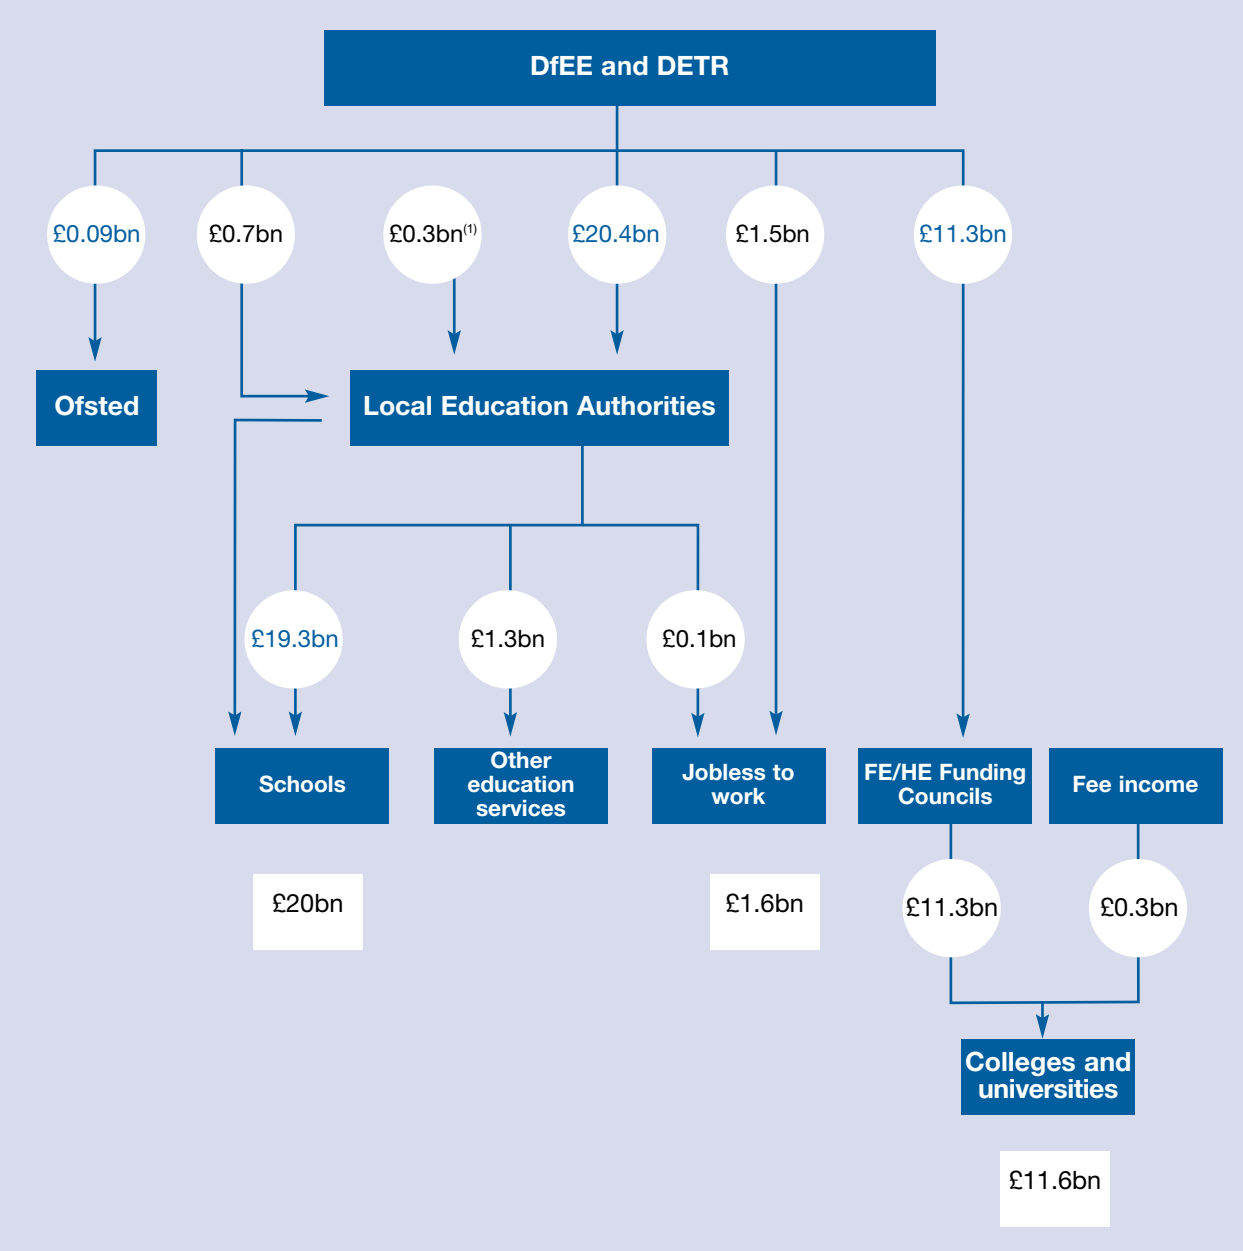 DfEE and DETR
£0.09bn
£0.7bn
£0.3bn(1)
£20.4bn
£1.5bn
£11.3bn
Ofsted
Local Education Authorities
£19.3bn
£1.3bn
£0.1bn
Schools
Other
education
services
Jobless to
work
FE/HE Funding
Councils
Fee income
£20bn
£1.6bn
£11.3bn
£0.3bn
Colleges and
universities
£11.6bn